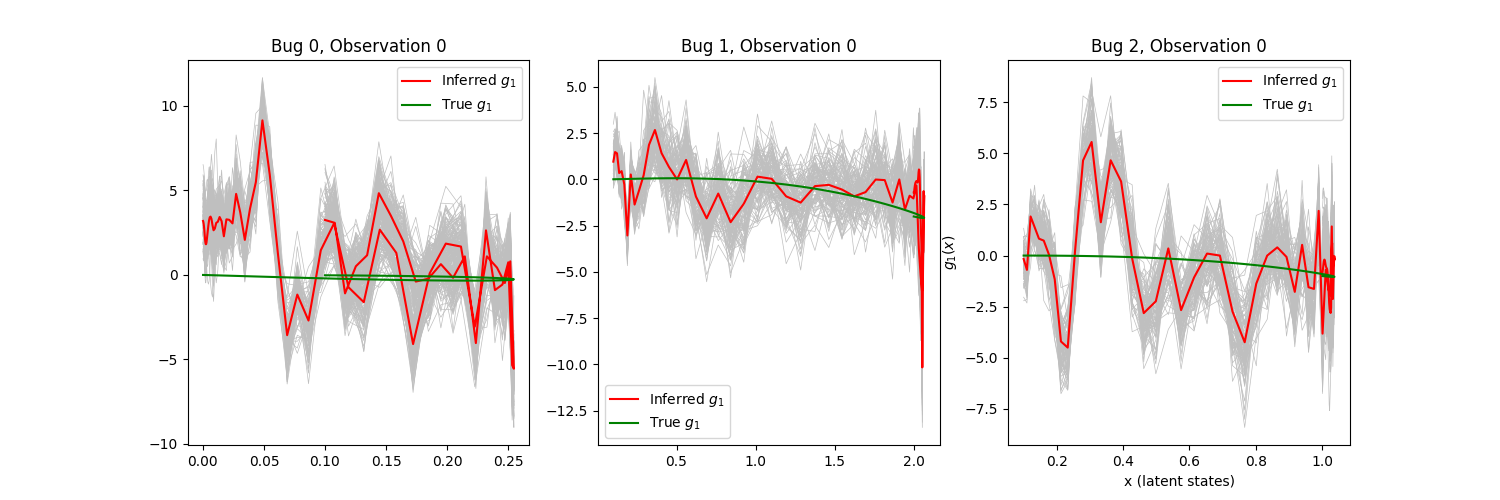 Bug 0, Observation 0
Inferred g₁
True g₁
10
5
0
−5
−10
0.00 0.05 0.10 0.15 0.20 0.25
Bug 1, Observation 0
5.0
2.5
0.0
−2.5
−5.0
−7.5
−10.0
−12.5
Inferred g₁
True g₁
0.5 1.0 1.5 2.0
Bug 2, Observation 0
Inferred g₁
True g₁
g₁(x)
7.5
5.0
2.5
0.0
−2.5
−5.0
−7.5
0.2 0.4 0.6 0.8 1.0
x (latent states)